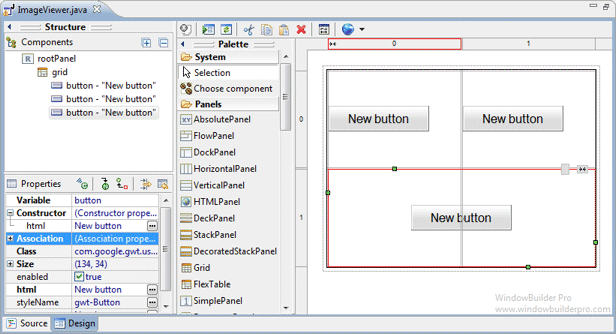 ImageViewer.java
Structure
Components
rootPanel
grid
button - "New button"
button - "New button"
button - "New button"
Properties
Variable button
Constructor (Constructor prope...
html New button
Association (Association prope...
Class com.google.gwt.us...
Size (134, 34)
enabled true
html New button
styleName gwt-Button
Source Design
Palette
System
Selection
Choose component
Panels
AbsolutePanel
FlowPanel
DockPanel
HorizontalPanel
VerticalPanel
HTMLPanel
DeckPanel
StackPanel
DecoratedStackPanel
Grid
FlexTable
SimplePanel
0 1
0
New button New button
1
New button
WindowBuilder Pro
www.windowbuilderpro.com